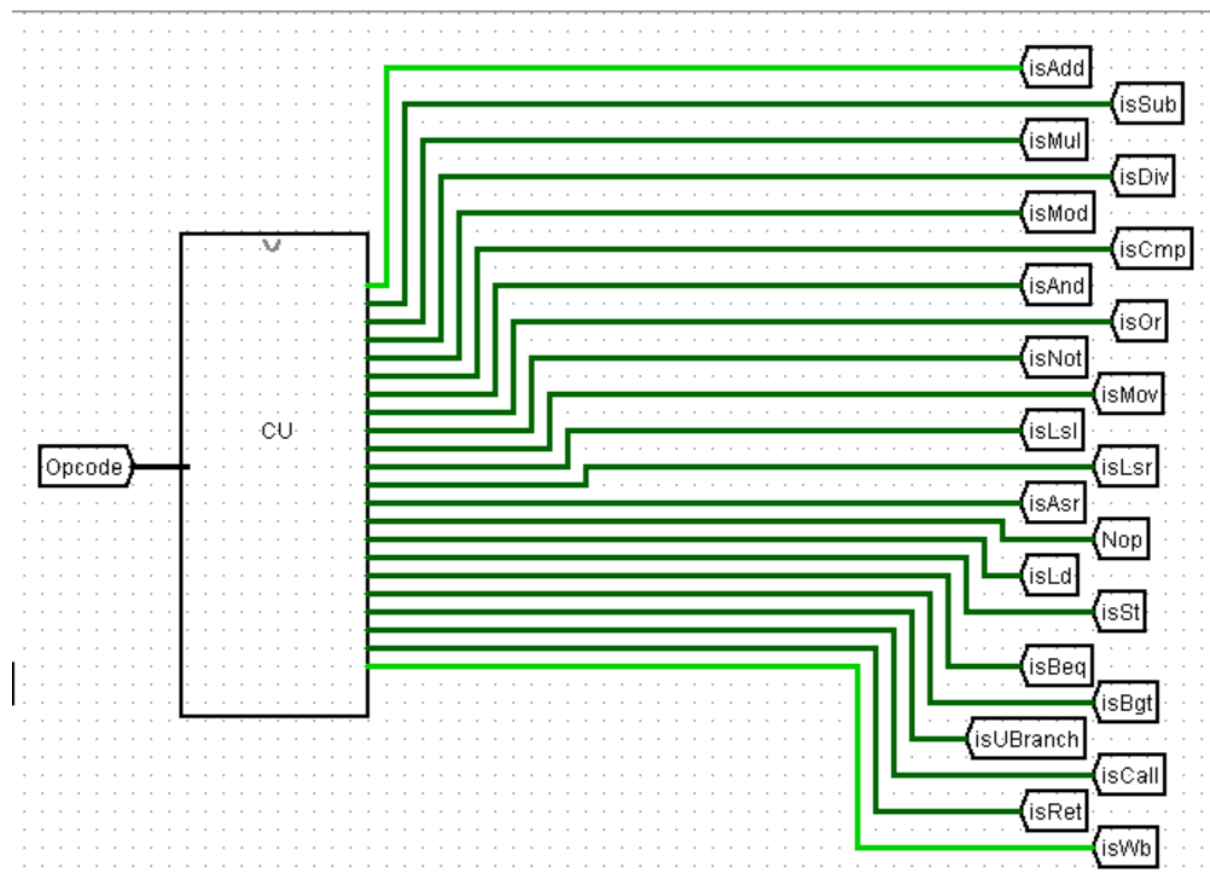 isAdd
isSub
isMul
isDiv
isMod
isCmp
isAnd
isOr
isNot
isMov
CU
isLsl
Opcode
isLsr
isAsr
Nop
isLd
isSt
isBeq
isBgt
isUBranch
isCall
isRet
isWb